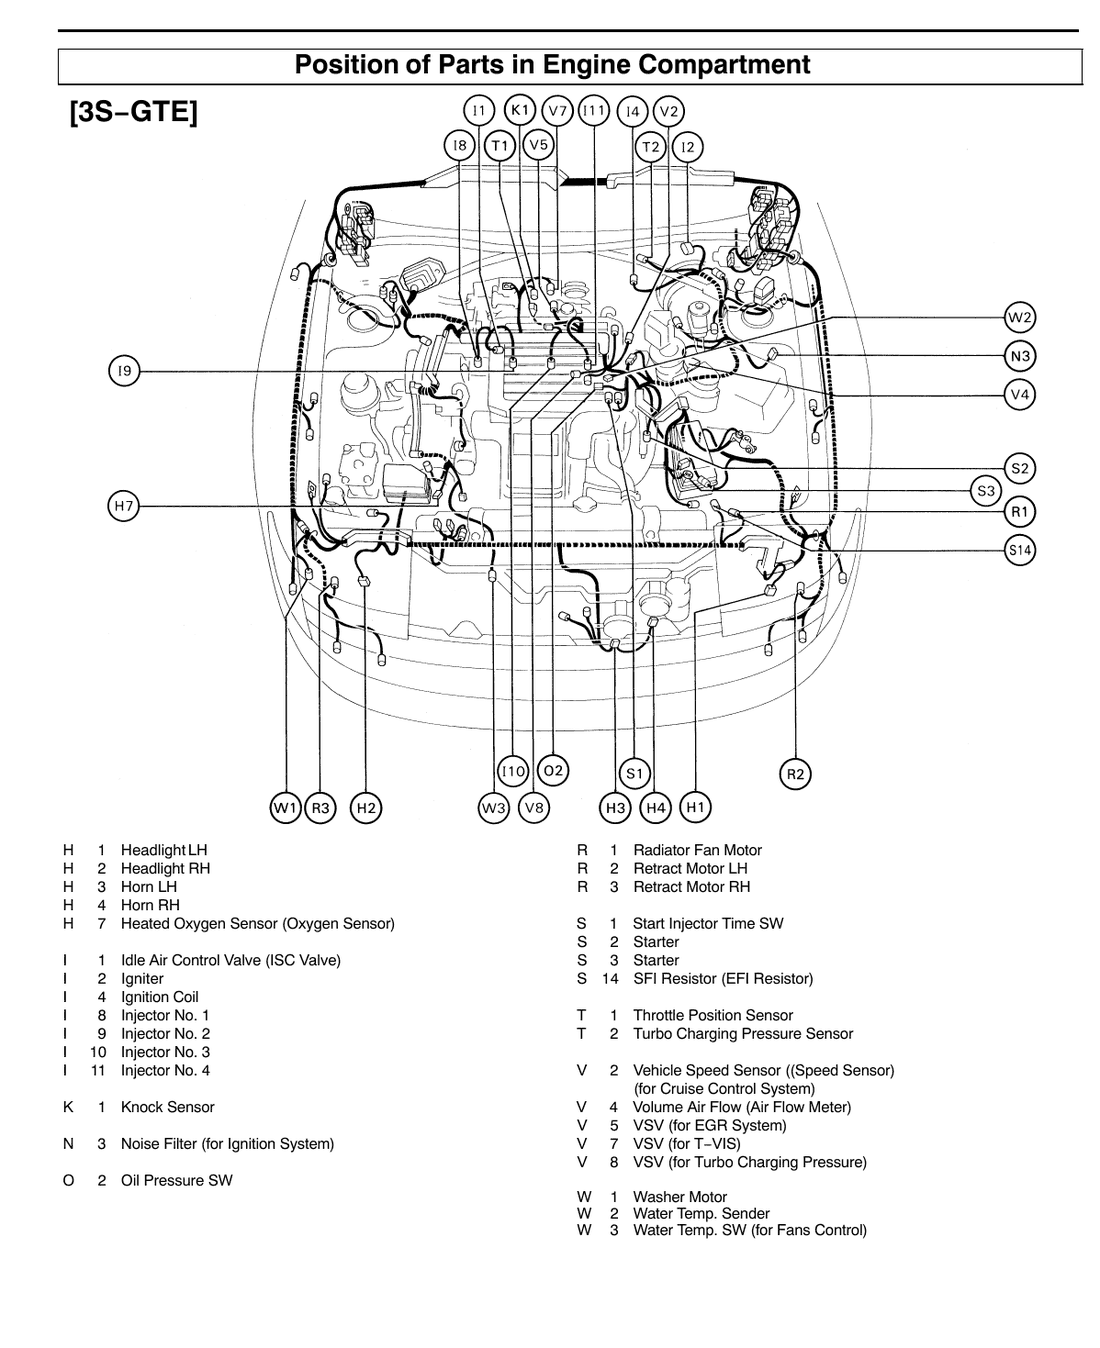 Position of Parts in Engine Compartment
[3S−GTE]
I1 K1 V7 I11 I4 V2
I8 T1 V5 T2 I2
W2
N3
I9
V4
S2
S3
H7
R1
S14
I10 O2 S1 R2
W1 R3 H2 W3 V8 H3 H4 H1
H 1 Headlight LH
H 2 Headlight RH
H 3 Horn LH
H 4 Horn RH
H 7 Heated Oxygen Sensor (Oxygen Sensor)
I 1 Idle Air Control Valve (ISC Valve)
I 2 Igniter
I 4 Ignition Coil
I 8 Injector No. 1
I 9 Injector No. 2
I 10 Injector No. 3
I 11 Injector No. 4
K 1 Knock Sensor
N 3 Noise Filter (for Ignition System)
O 2 Oil Pressure SW
R 1 Radiator Fan Motor
R 2 Retract Motor LH
R 3 Retract Motor RH
S 1 Start Injector Time SW
S 2 Starter
S 3 Starter
S 14 SFI Resistor (EFI Resistor)
T 1 Throttle Position Sensor
T 2 Turbo Charging Pressure Sensor
V 2 Vehicle Speed Sensor ((Speed Sensor)
(for Cruise Control System)
V 4 Volume Air Flow (Air Flow Meter)
V 5 VSV (for EGR System)
V 7 VSV (for T−VIS)
V 8 VSV (for Turbo Charging Pressure)
W 1 Washer Motor
W 2 Water Temp. Sender
W 3 Water Temp. SW (for Fans Control)